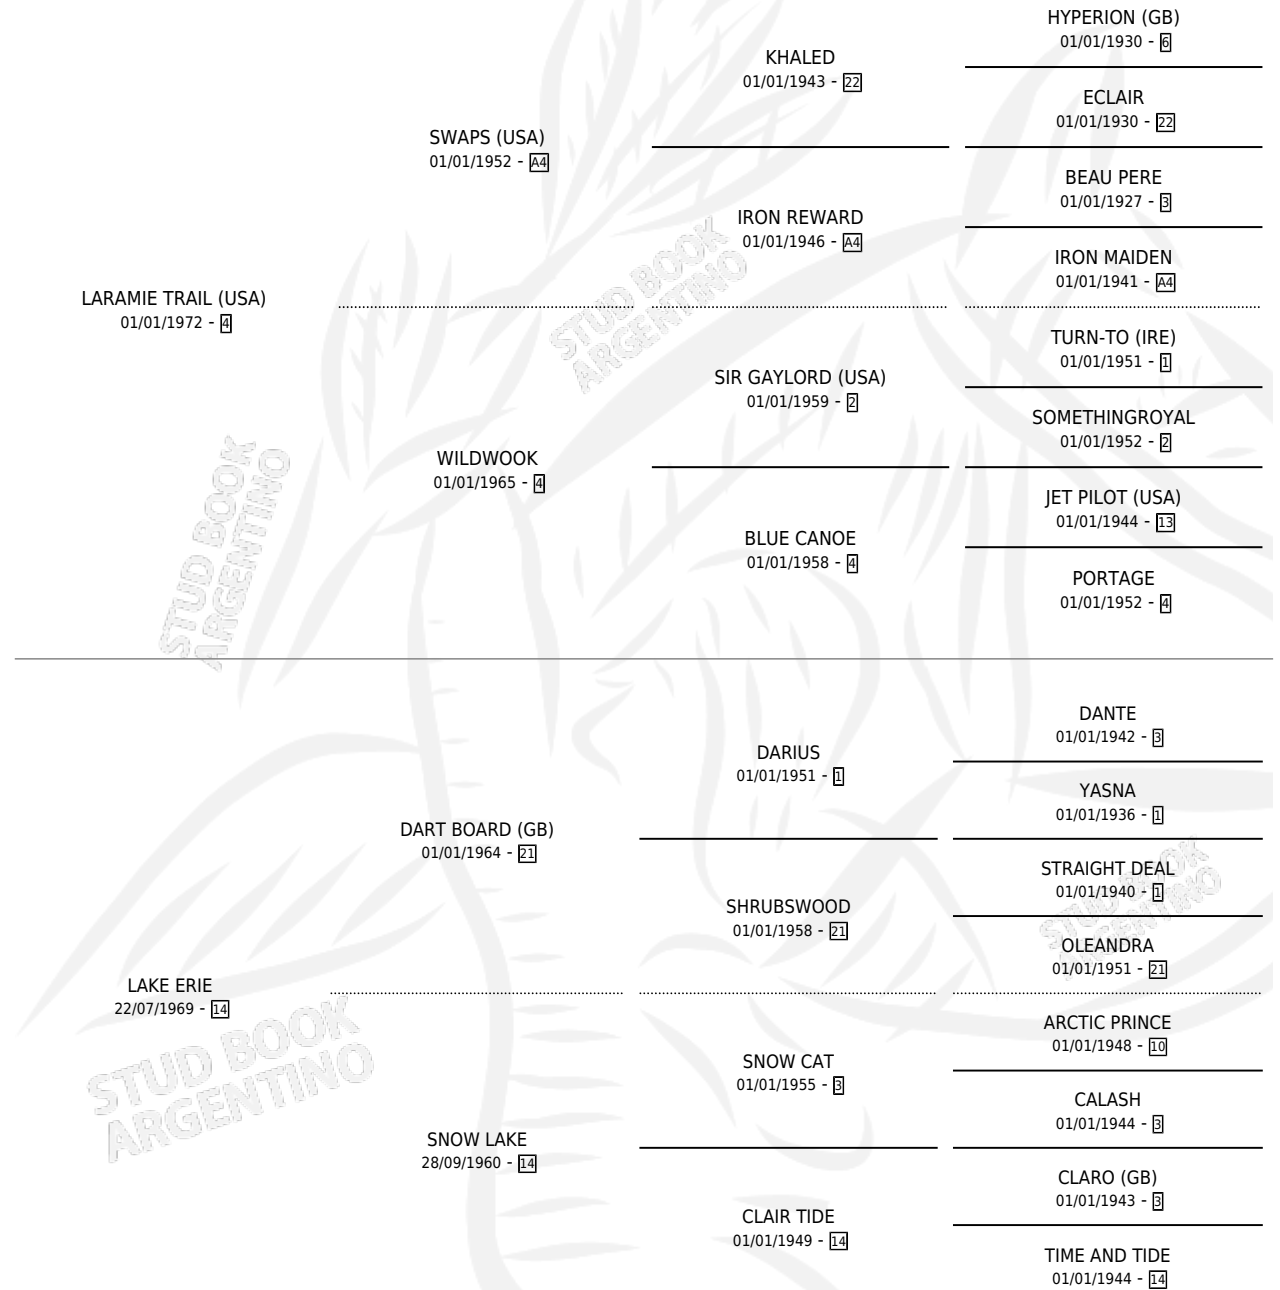 HYPERION (GB)
01/01/1930 - 6
KHALED
01/01/1943 - 22
ECLAIR
01/01/1930 - 22
SWAPS (USA)
01/01/1952 - A4
BEAU PERE
01/01/1927 - 3
IRON REWARD
01/01/1946 - A4
IRON MAIDEN
01/01/1941 - A4
LARAMIE TRAIL (USA)
01/01/1972 - 4
TURN-TO (IRE)
01/01/1951 - 1
SIR GAYLORD (USA)
01/01/1959 - 2
SOMETHINGROYAL
01/01/1952 - 2
WILDWOOK
01/01/1965 - 4
JET PILOT (USA)
01/01/1944 - 13
BLUE CANOE
01/01/1958 - 4
PORTAGE
01/01/1952 - 4
DANTE
01/01/1942 - 3
DARIUS
01/01/1951 - 1
YASNA
01/01/1936 - 1
DART BOARD (GB)
01/01/1964 - 21
STRAIGHT DEAL
01/01/1940 - 1
SHRUBSWOOD
01/01/1958 - 21
OLEANDRA
01/01/1951 - 21
LAKE ERIE
22/07/1969 - 14
ARCTIC PRINCE
01/01/1948 - 10
SNOW CAT
01/01/1955 - 3
CALASH
01/01/1944 - 3
SNOW LAKE
28/09/1960 - 14
CLARO (GB)
01/01/1943 - 3
CLAIR TIDE
01/01/1949 - 14
TIME AND TIDE
01/01/1944 - 14
STUD BOOK
ARGENTINO
STUD BOOK
ARGENTINO
STUD BOOK
ARGENTINO
STUD BOOK
ARGENTINO